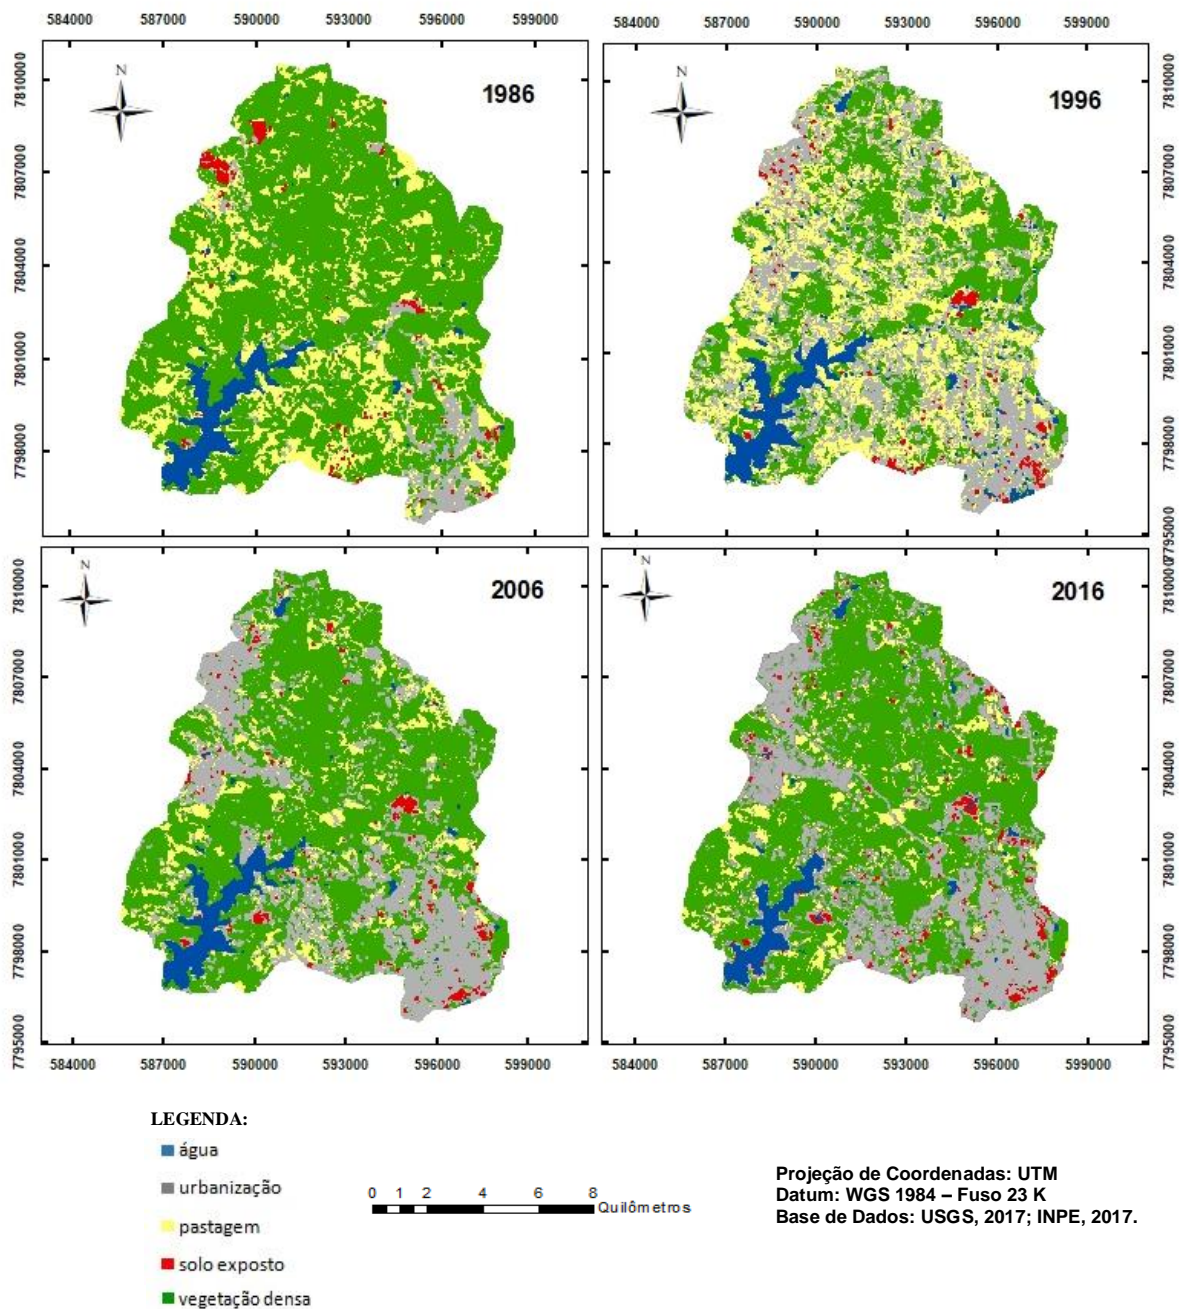 584000 587000 590000 593000 596000 599000
584000 587000 590000 593000 596000 599000
N
1986
7810000
7807000
7804000
7801000
7798000
N
1996
7810000
7807000
7804000
7801000
7798000
7795000
N
2006
7810000
7807000
7804000
7801000
7798000
7795000
N
2016
7810000
7807000
7804000
7801000
7798000
7795000
584000 587000 590000 593000 596000 599000
584000 587000 590000 593000 596000 599000
LEGENDA:
água
urbanização
pastagem
solo exposto
vegetação densa
0 1 2 4 6 8
Quilômetros
Projeção de Coordenadas: UTM
Datum: WGS 1984 – Fuso 23 K
Base de Dados: USGS, 2017; INPE, 2017.